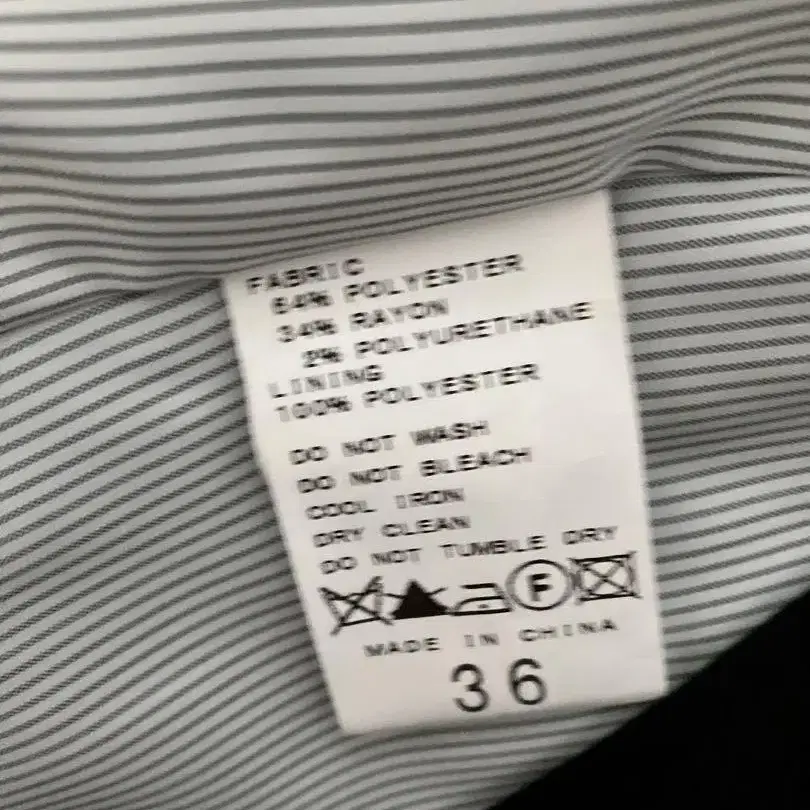 FABRIC
64% POLYESTER
34% RAYON
2% POLYURETHANE
LINING
100% POLYESTER
DO NOT WASH
DO NOT BLEACH
COOL IRON
DRY CLEAN
DO NOT TUMBLE DRY
F
MADE IN CHINA
36